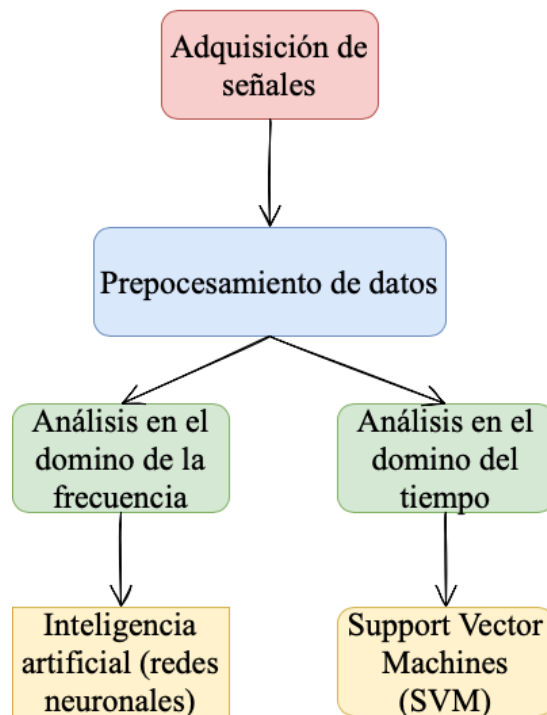 Adquisición de
señales
Prepocesamiento de datos
Análisis en el
domino de la
frecuencia
Análisis en el
domino del
tiempo
Inteligencia
artificial (redes
neuronales)
Support Vector
Machines
(SVM)